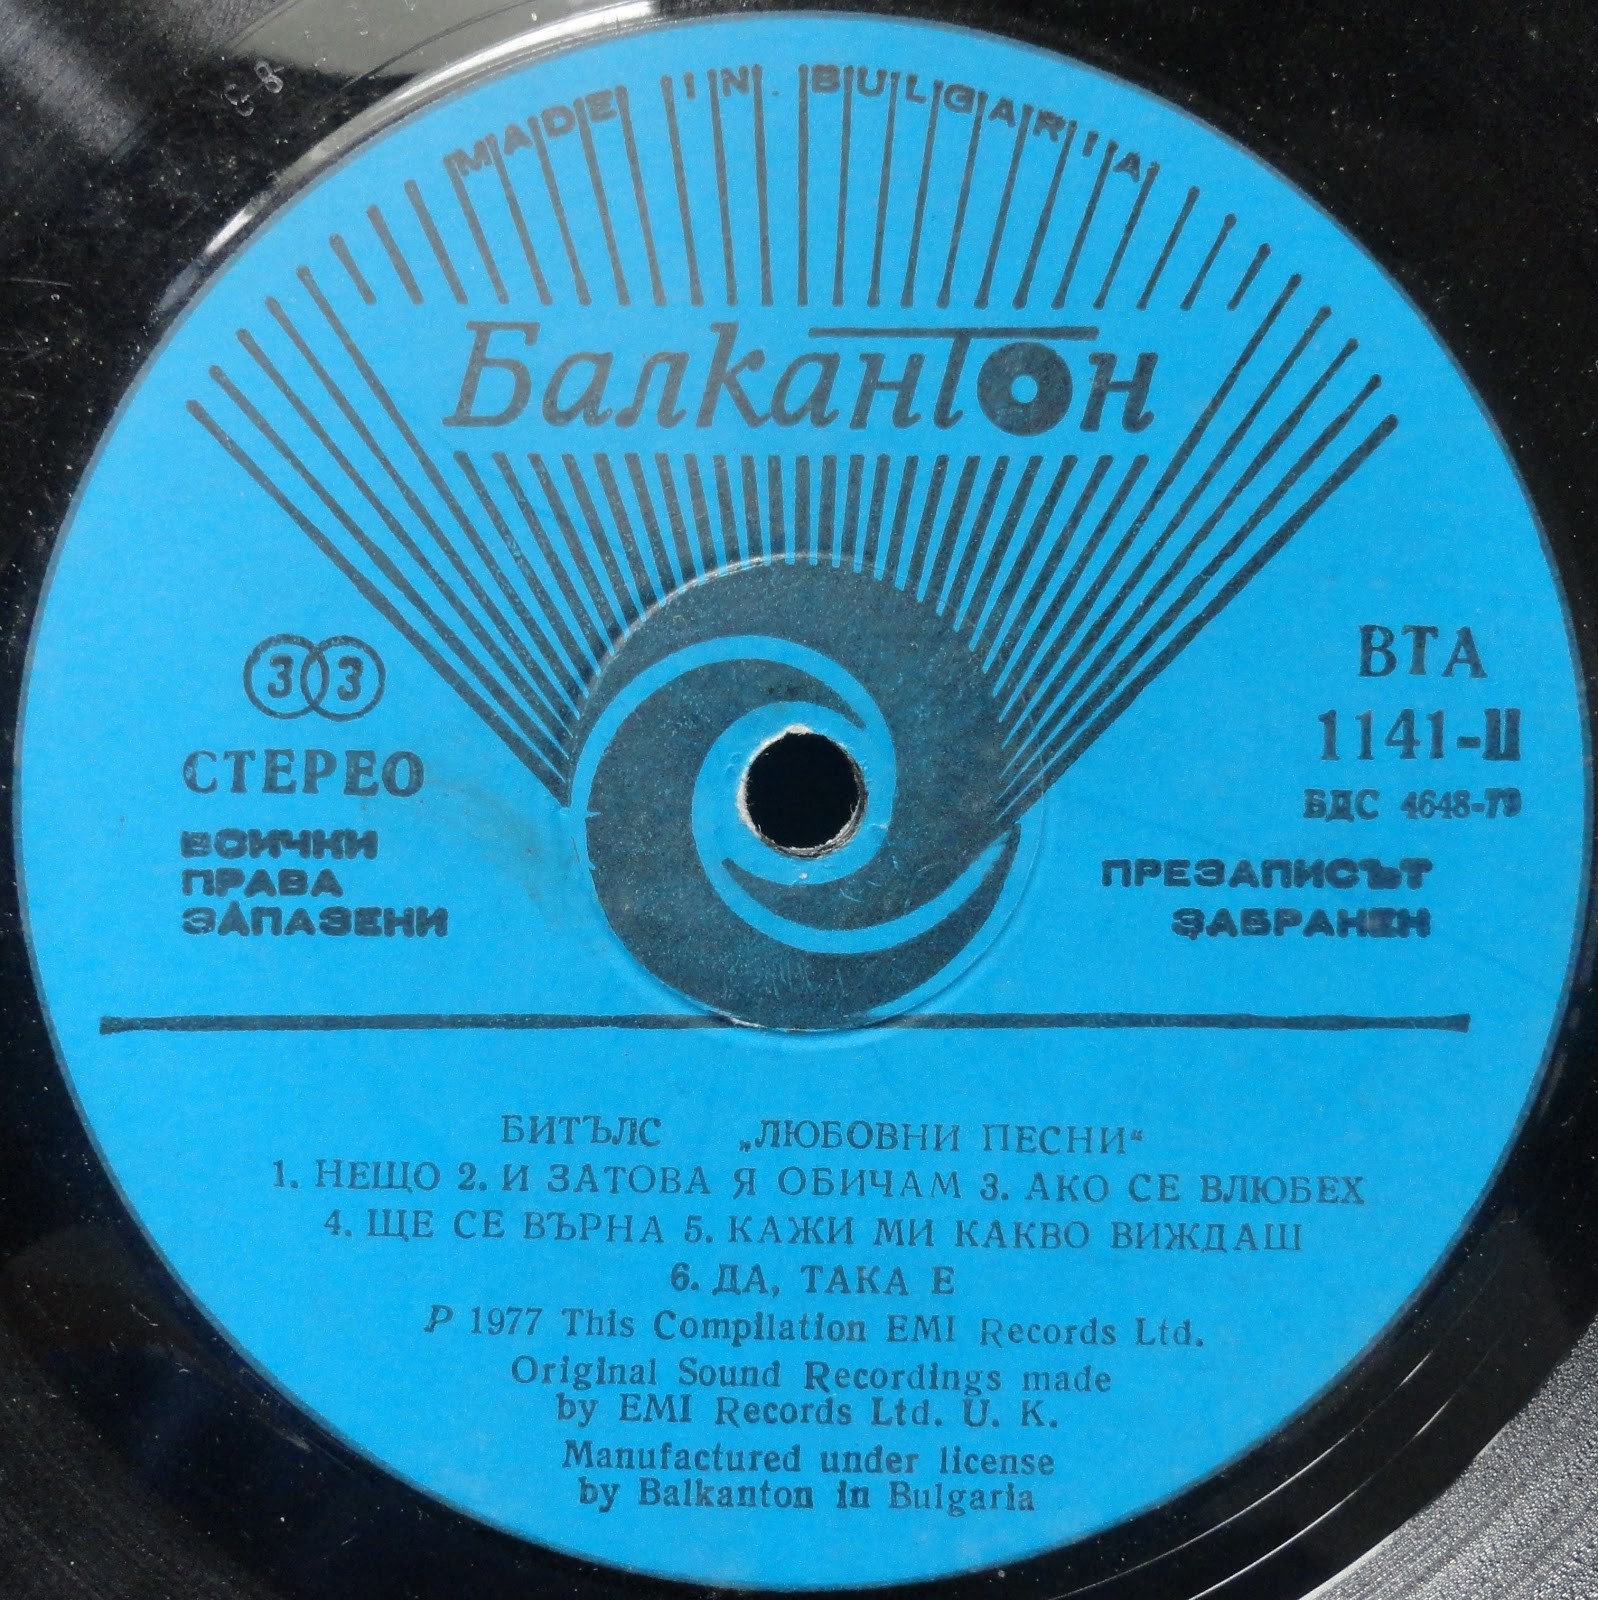 MADE IN BULGARIA
Балкантон
33
СТЕРЕО
ВСИЧКИ
ПРАВА
ЗАПАЗЕНИ
ВТА
1141-II
БДС 4648-73
ПРЕЗАПИСЪТ
ЗАБРАНЕН
БИТЪЛС „ЛЮБОВНИ ПЕСНИ“
1. НЕЩО 2. И ЗАТОВА Я ОБИЧАМ 3. АКО СЕ ВЛЮБЕХ
4. ЩЕ СЕ ВЪРНА 5. КАЖИ МИ КАКВО ВИЖДАШ
6. ДА, ТАКА Е
P 1977 This Compilation EMI Records Ltd.
Original Sound Recordings made
by EMI Records Ltd. U. K.
Manufactured under license
by Balkanton in Bulgaria